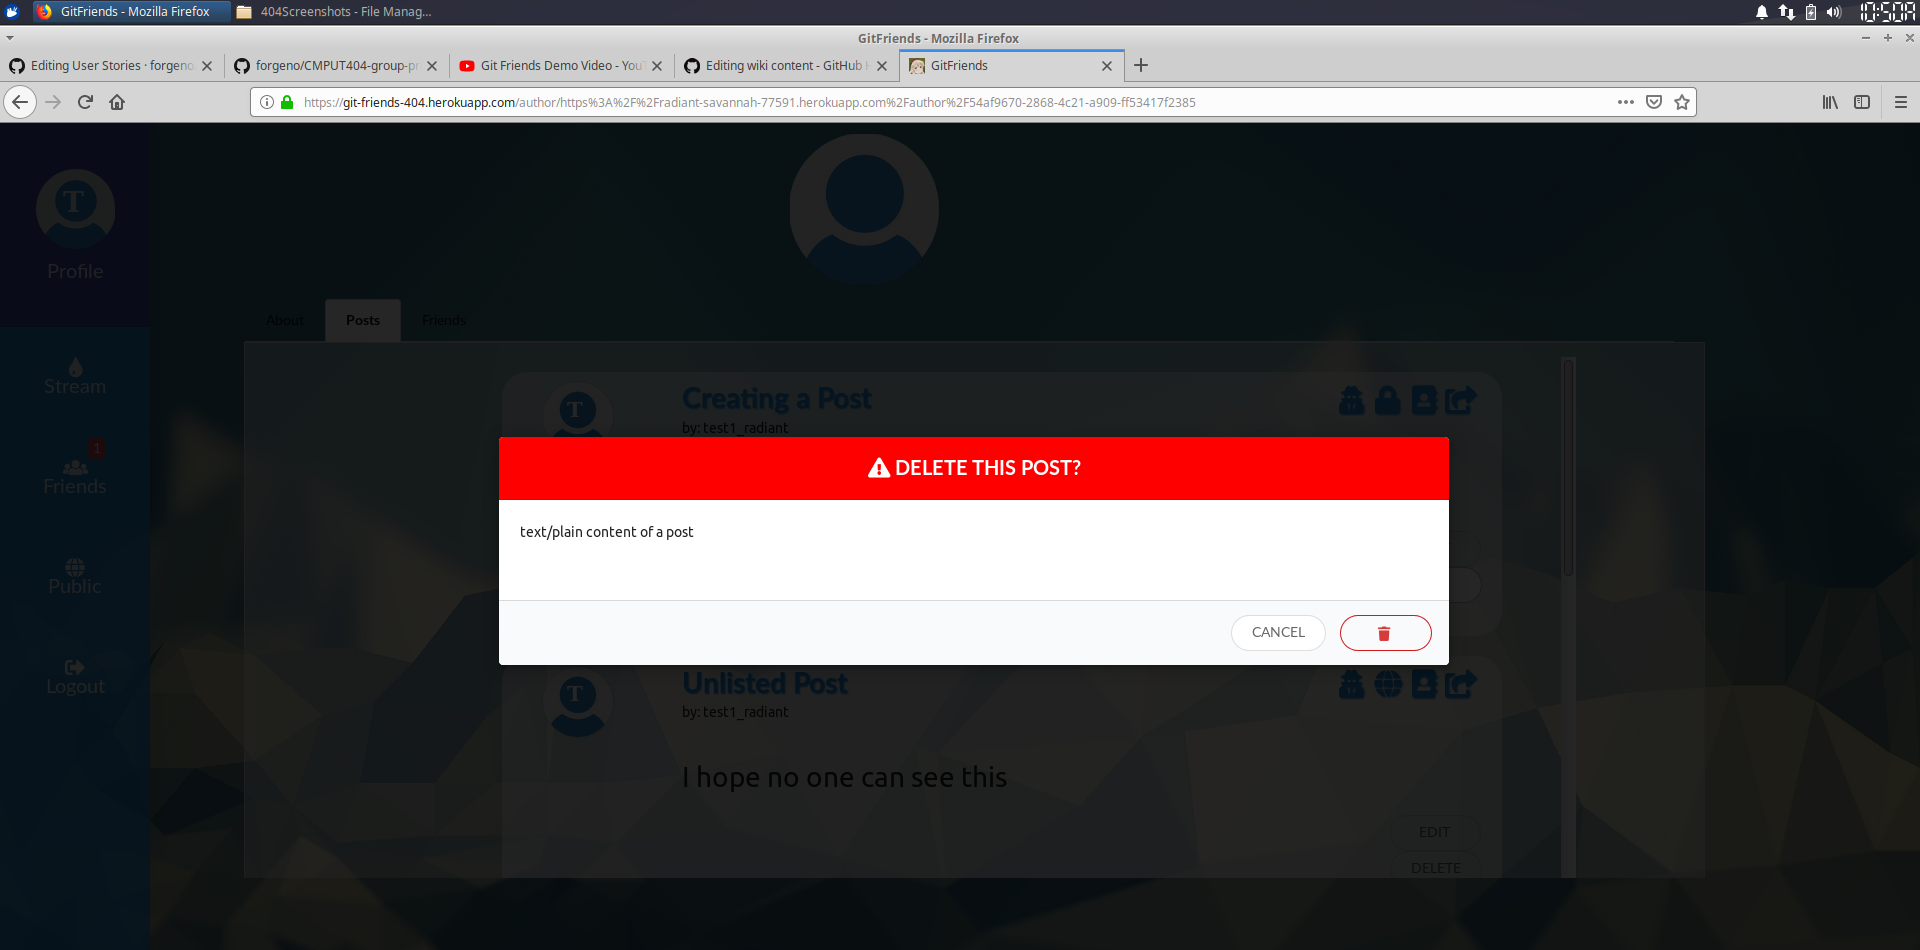 GitFriends - Mozilla Firefox
404Screenshots - File Manag...
10:50A
GitFriends - Mozilla Firefox
Editing User Stories · forgeno
forgeno/CMPUT404-group-pr
Git Friends Demo Video - YouT
Editing wiki content - GitHub H
GitFriends
https://git-friends-404.herokuapp.com/author/https%3A%2F%2Fradiant-savannah-77591.herokuapp.com%2Fauthor%2F54af9670-2868-4c21-a909-ff53417f2385
T
Profile
About
Posts
Friends
Stream
1
Friends
Public
Logout
T
Creating a Post
by: test1_radiant
DELETE THIS POST?
text/plain content of a post
CANCEL
T
Unlisted Post
by: test1_radiant
I hope no one can see this
EDIT
DELETE